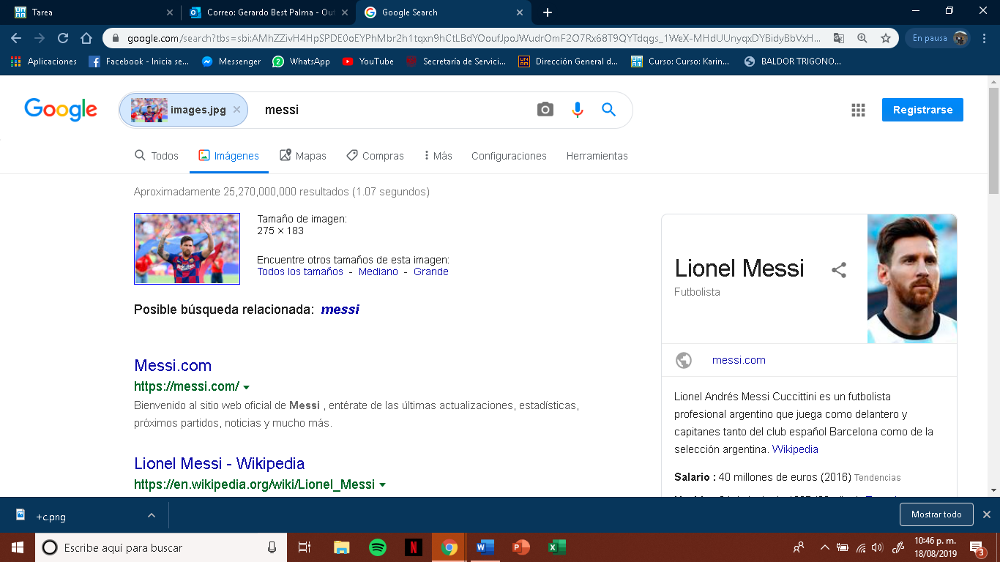 Tarea
Correo: Gerardo Best Palma - Out
Google Search
google.com/search?tbs=sbi:AMhZZivH4HpSPDE0oEYPhMbr2h1tqxn9hCtLBdYOoufJpoJWudrOmF2O7Rx68T9QYTdqgs_1WeX-MHdUUnyqxDYBidyBbVxH...
En pausa
Aplicaciones
Facebook - Inicia se...
Messenger
WhatsApp
YouTube
Secretaría de Servici...
Dirección General d...
Curso: Curso: Karin...
BALDOR TRIGONO...
Google
images.jpg
messi
Registrarse
Todos
Imágenes
Mapas
Compras
Más
Configuraciones
Herramientas
Aproximadamente 25,270,000,000 resultados (1.07 segundos)
Tamaño de imagen:
275 × 183
Encuentre otros tamaños de esta imagen:
Todos los tamaños - Mediano - Grande
Posible búsqueda relacionada: messi
Messi.com
https://messi.com/
Bienvenido al sitio web oficial de Messi , entérate de las últimas actualizaciones, estadísticas,
próximos partidos, noticias y mucho más.
Lionel Messi - Wikipedia
https://en.wikipedia.org/wiki/Lionel_Messi
Lionel Messi
Futbolista
messi.com
Lionel Andrés Messi Cuccittini es un futbolista
profesional argentino que juega como delantero y
capitanes tanto del club español Barcelona como de la
selección argentina. Wikipedia
Salario : 40 millones de euros (2016) Tendencias
+c.png
Mostrar todo
Escribe aquí para buscar
10:46 p. m.
18/08/2019
3